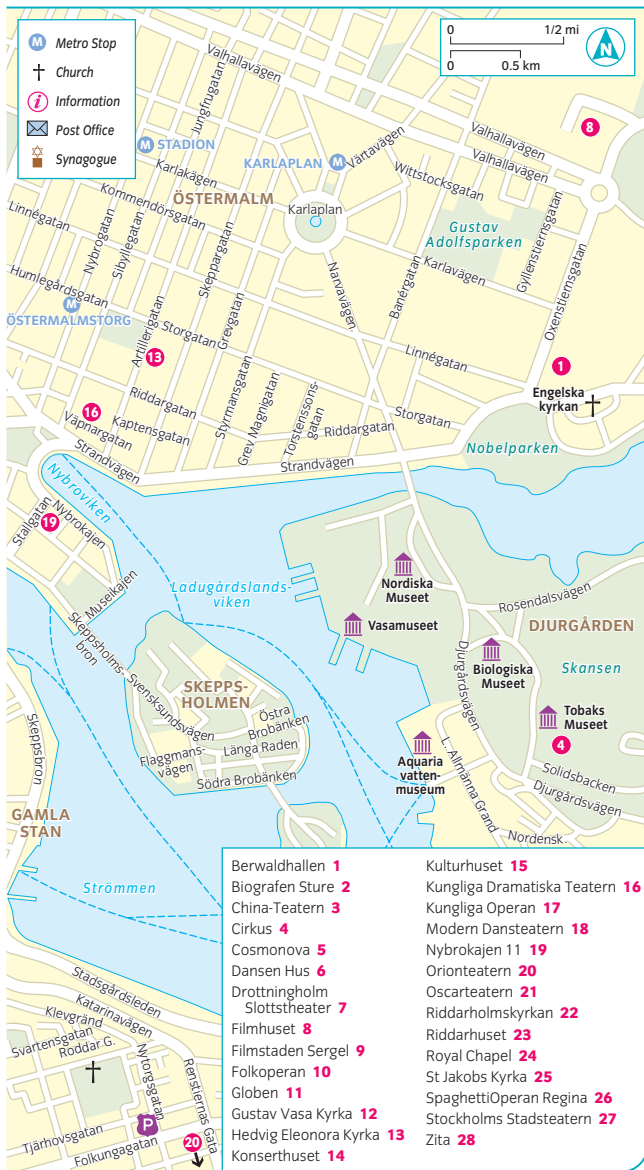 M Metro Stop
Church
i Information
Post Office
Synagogue
0 1/2 mi
0 0.5 km
N
Valhallavägen
Jungfrugatan
M STADION
Karlakägen
KARLAPLAN M
Värtavägen
Valhallavägen
Valhallavägen
8
Wittstocksgatan
ÖSTERMALM
Kommendörsgatan
Karlaplan
Linnégatan
Nybrogatan
Sibyllegatan
Skeppargatan
Gustav
Adolfsparken
Gyllenstiernsgatan
Karlavägen
Humlegårdsgatan
M
ÖSTERMALMSTORG
Artillerigatan
Storgatan
Grevgatan
Narvavägen
Banérgatan
Oxenstiernsgatan
13
Linnégatan
1
Engelska
kyrkan
Riddargatan
16
Väpnargatan
Kaptensgatan
Styrmansgatan
Grev Magnigatan
Torstenssons-
gatan
Riddargatan
Storgatan
Strandvägen
Strandvägen
Nobelparken
Nybroviken
Stallgatan
19
Nybrokajen
Museikajen
Ladugårdslands-
viken
Nordiska
Museet
Vasamuseet
Rosendalsvägen
DJURGÅRDEN
Djurgårdsvägen
Biologiska
Museet
Skansen
Skeppsholms-
bron
Svensksundsvägen
SKEPPS-
HOLMEN
Östra
Brobänken
Flaggmans-
vägen
Länga Raden
Södra Brobänken
Tobaks
Museet
4
Aquaria
vatten-
museum
L. Allmänna Grand
Solidsbacken
Djurgårdsvägen
Nordensk.
Skeppsbron
GAMLA
STAN
Strömmen
Stadsgårdsleden
Katarinavägen
Klevgränd
Svartensgatan
Roddar G.
Nytorgsgatan
Renstiernas Gata
P
Tjärhovsgatan
20
Folkungagatan
Berwaldhallen 1
Biografen Sture 2
China-Teatern 3
Cirkus 4
Cosmonova 5
Dansen Hus 6
Drottningholm
Slottstheater 7
Filmhuset 8
Filmstaden Sergel 9
Folkoperan 10
Globen 11
Gustav Vasa Kyrka 12
Hedvig Eleonora Kyrka 13
Konserthuset 14
Kulturhuset 15
Kungliga Dramatiska Teatern 16
Kungliga Operan 17
Modern Dansteatern 18
Nybrokajen 11 19
Orionteatern 20
Oscarteatern 21
Riddarholmskyrkan 22
Riddarhuset 23
Royal Chapel 24
St Jakobs Kyrka 25
SpaghettiOperan Regina 26
Stockholms Stadsteatern 27
Zita 28